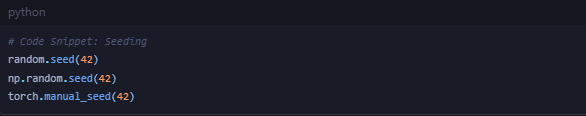 python
# Code Snippet: Seeding
random.seed(42)
np.random.seed(42)
torch.manual_seed(42)